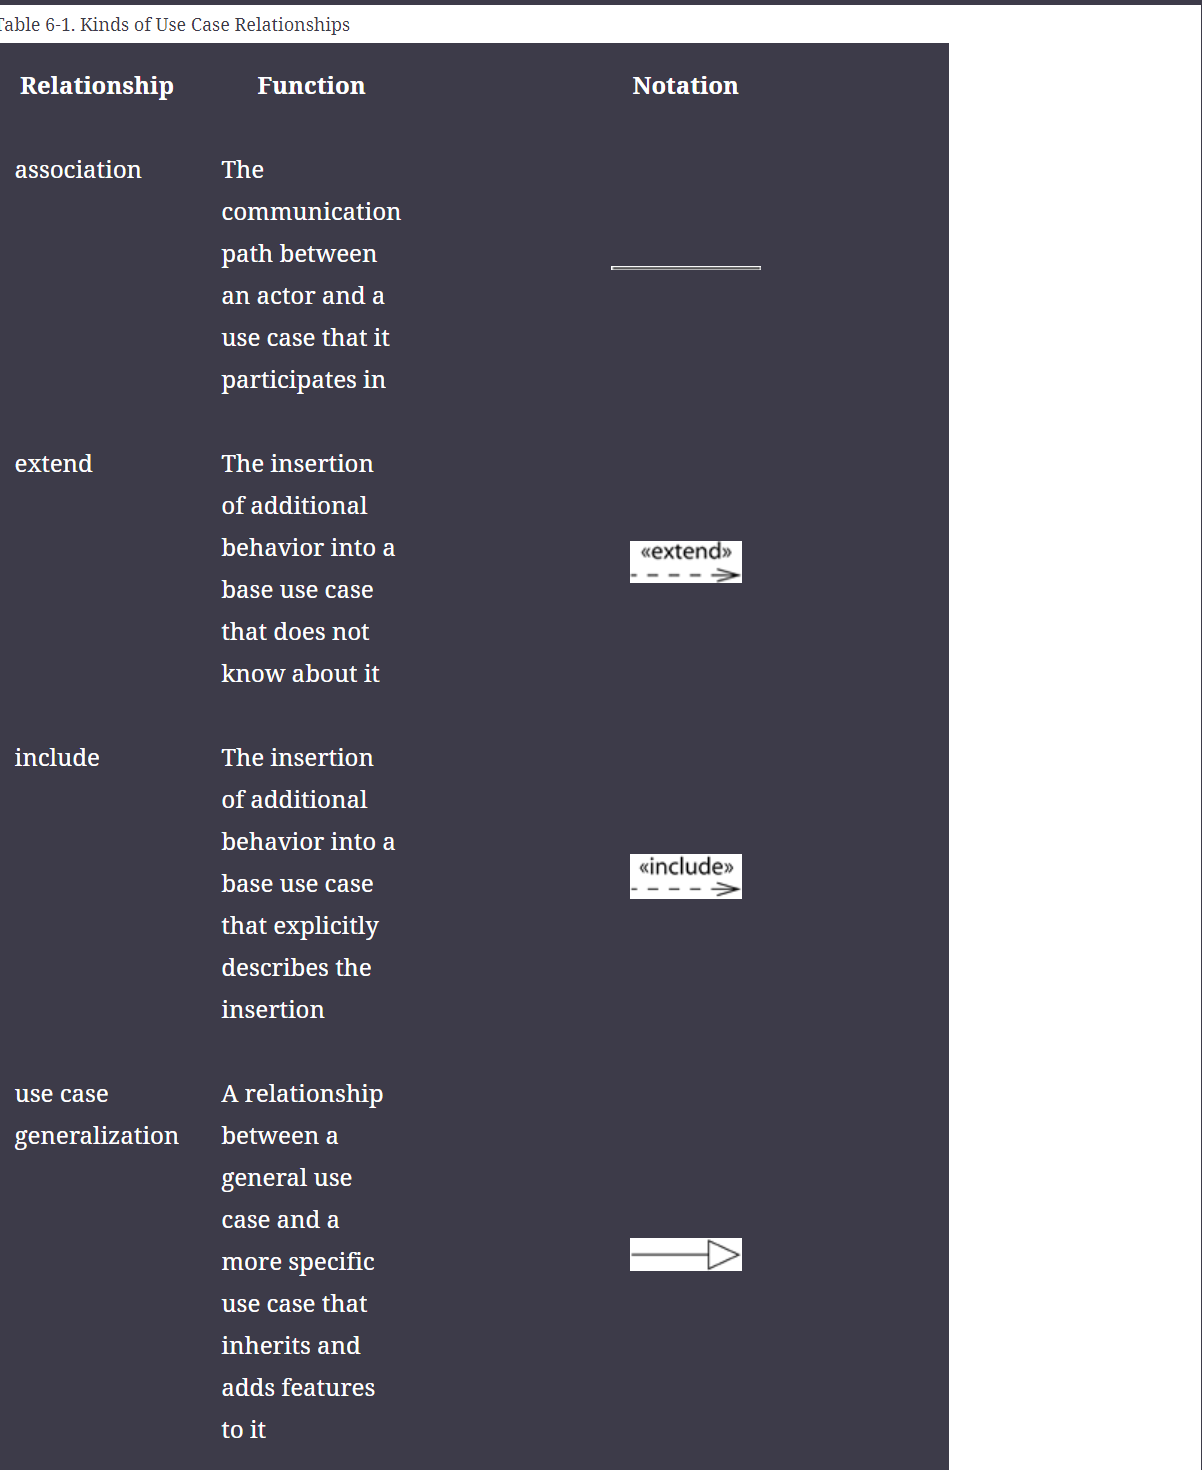 Table 6-1. Kinds of Use Case Relationships
Relationship Function Notation
association The
communication
path between
an actor and a
use case that it
participates in
extend The insertion
of additional
behavior into a
«extend»
base use case
that does not
know about it
include The insertion
of additional
behavior into a
«include»
base use case
that explicitly
describes the
insertion
use case A relationship
generalization between a
general use
case and a
more specific
use case that
inherits and
adds features
to it